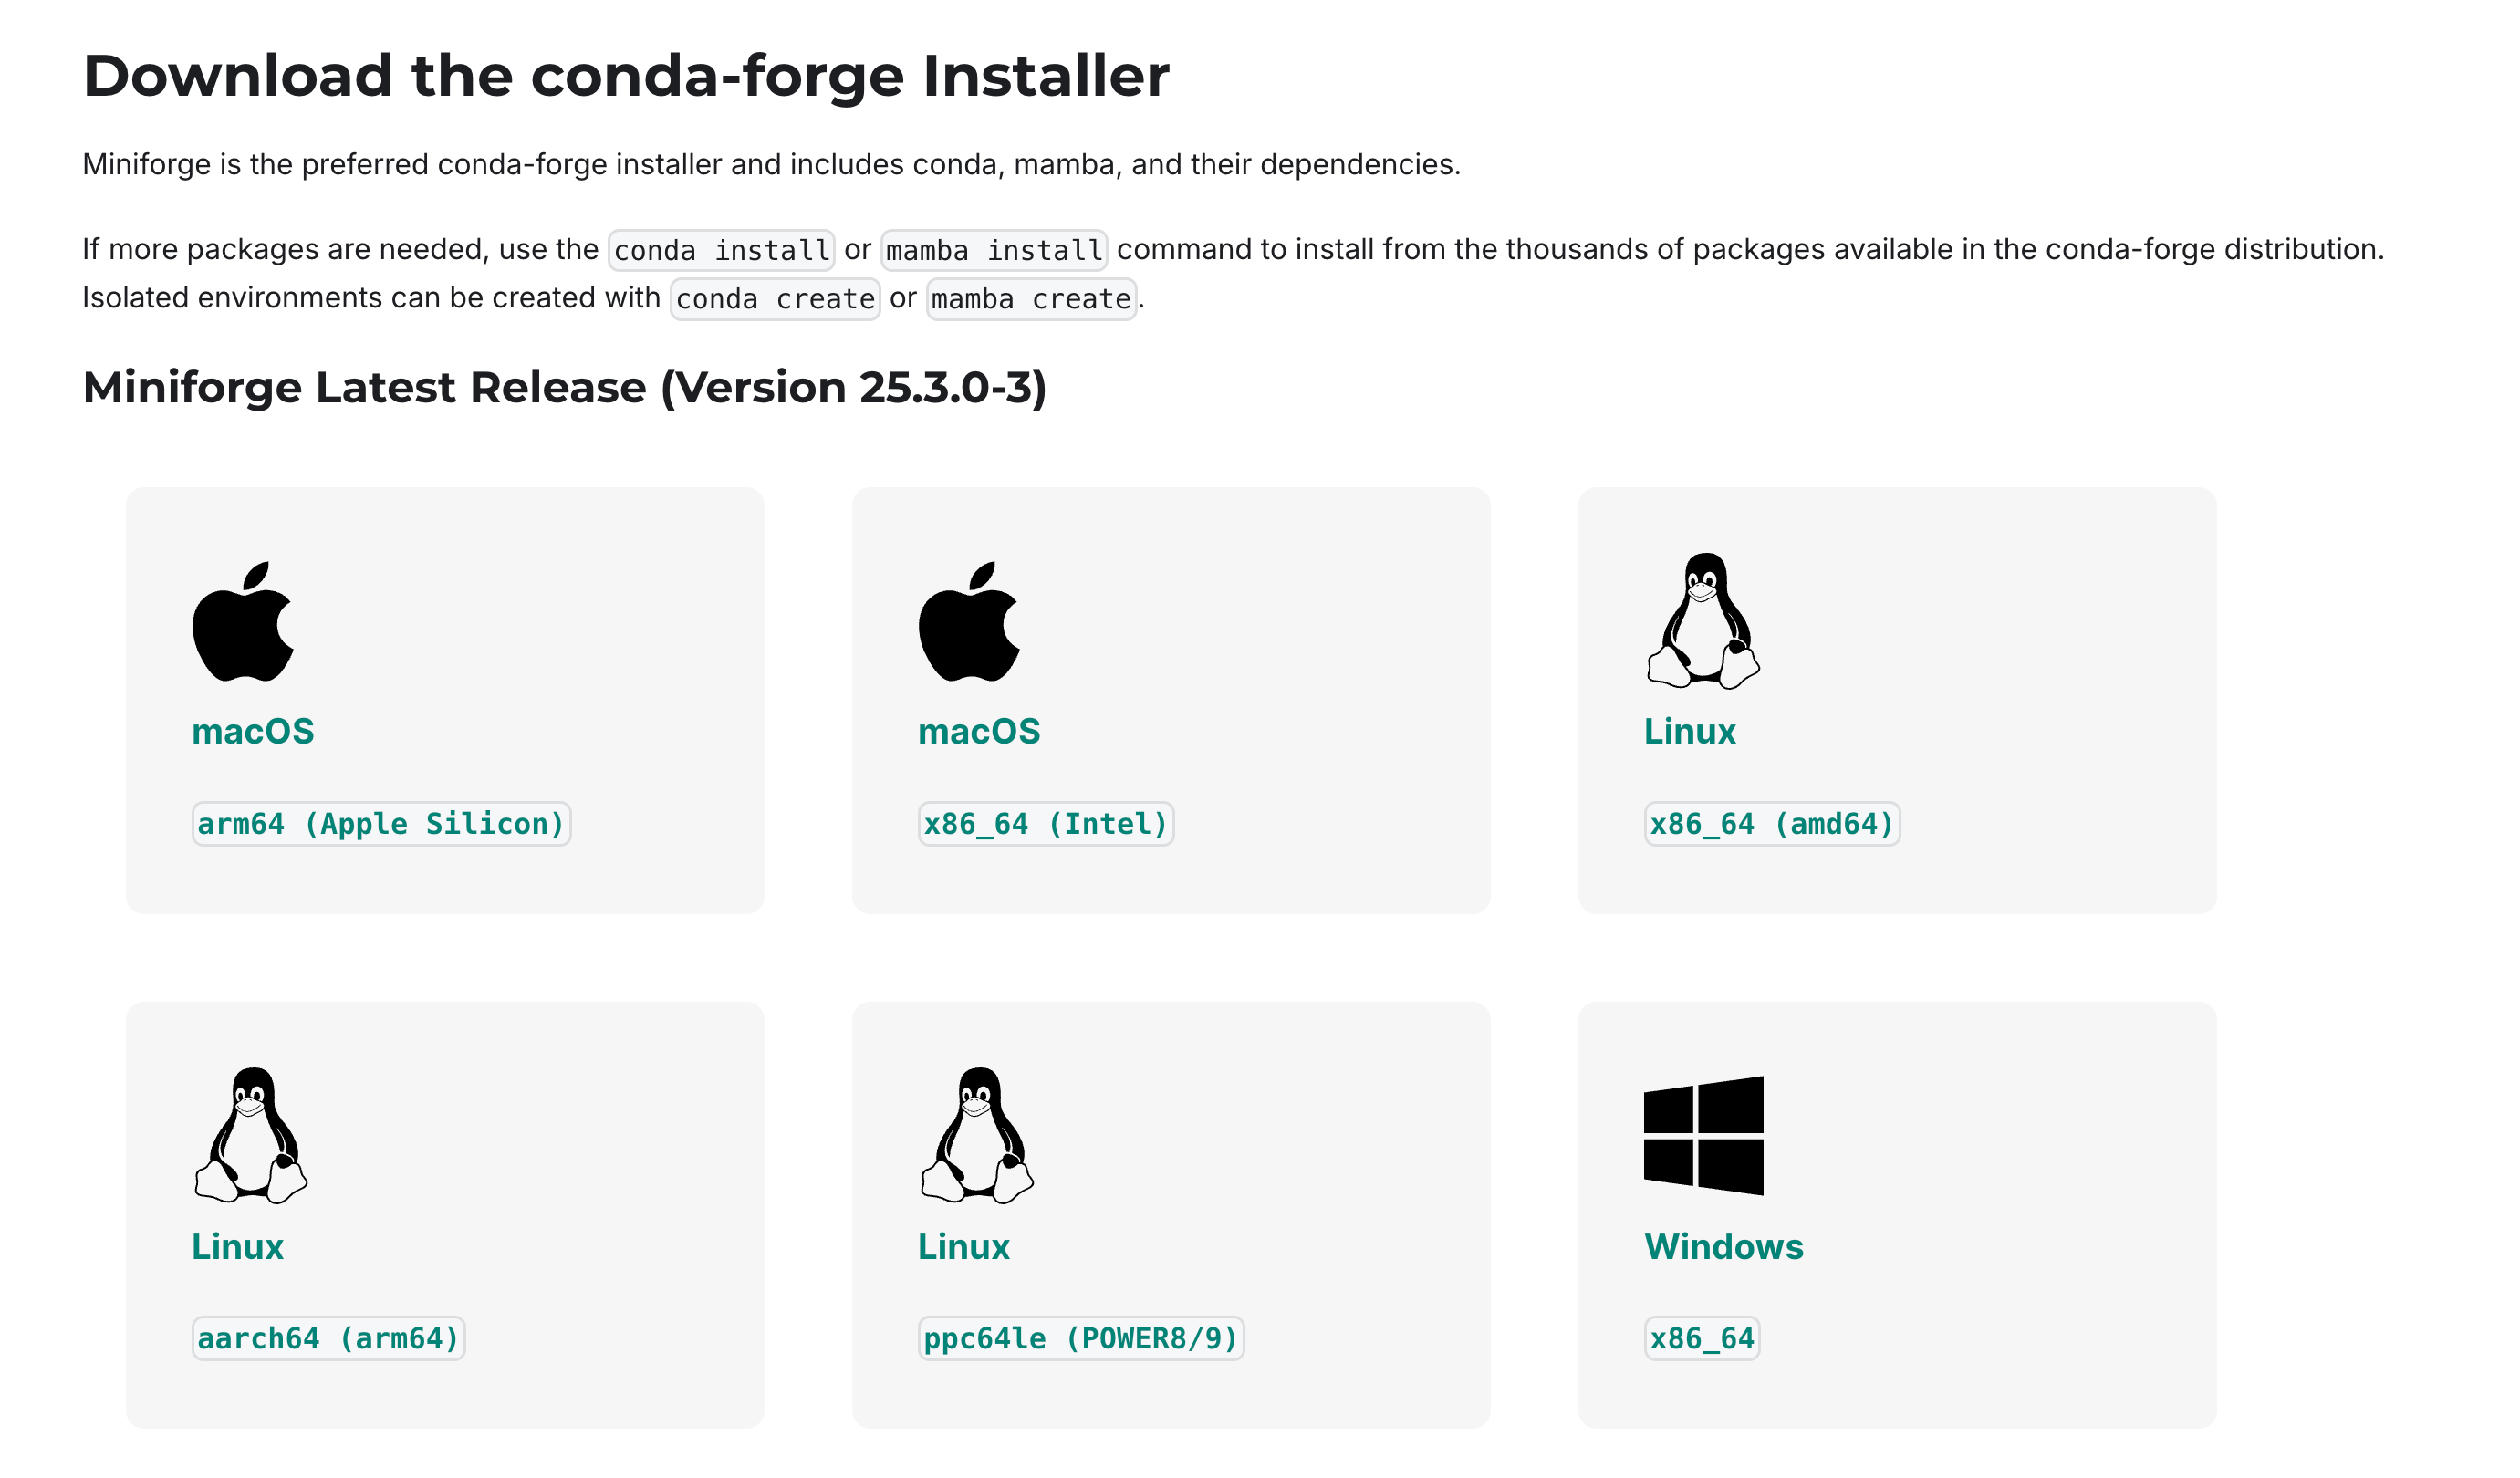 Download the conda-forge Installer
Miniforge is the preferred conda-forge installer and includes conda, mamba, and their dependencies.
If more packages are needed, use the conda install or mamba install command to install from the thousands of packages available in the conda-forge distribution.
Isolated environments can be created with conda create or mamba create.
Miniforge Latest Release (Version 25.3.0-3)
macOS
arm64 (Apple Silicon)
macOS
x86_64 (Intel)
Linux
x86_64 (amd64)
Linux
aarch64 (arm64)
Linux
ppc64le (POWER8/9)
Windows
x86_64